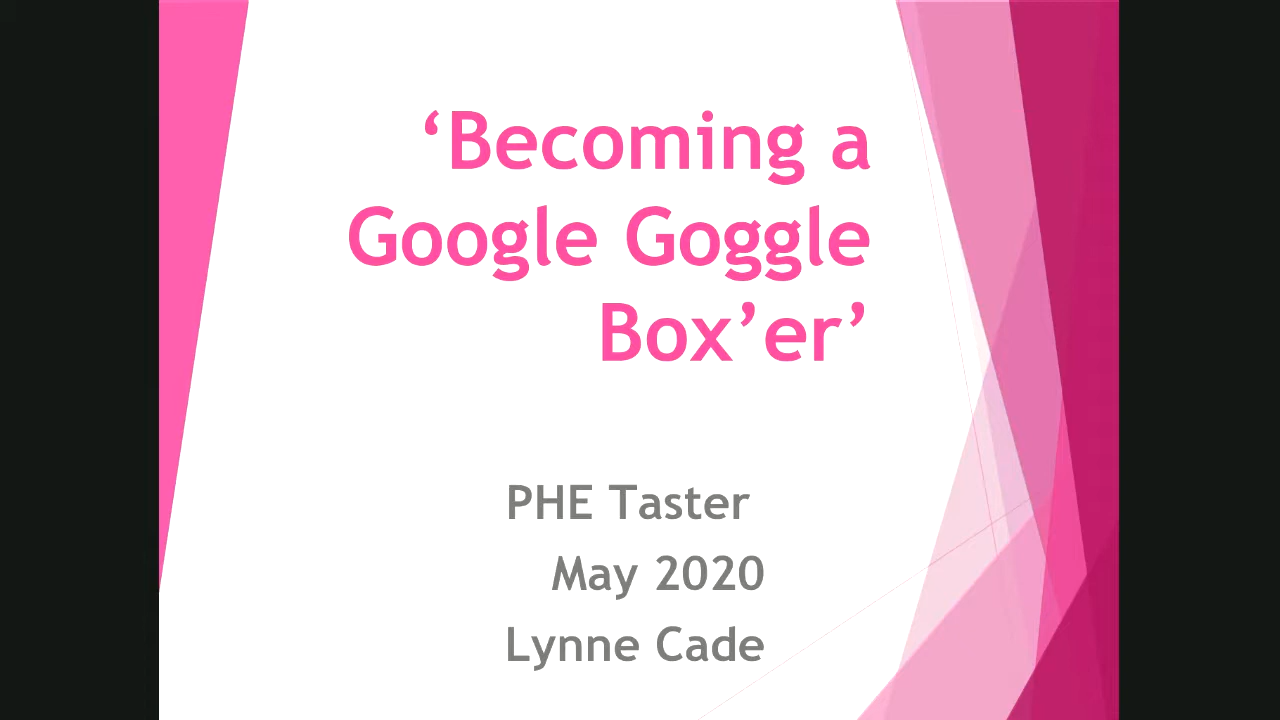 ‘Becoming a
Google Goggle
Box’er’
PHE Taster
May 2020
Lynne Cade